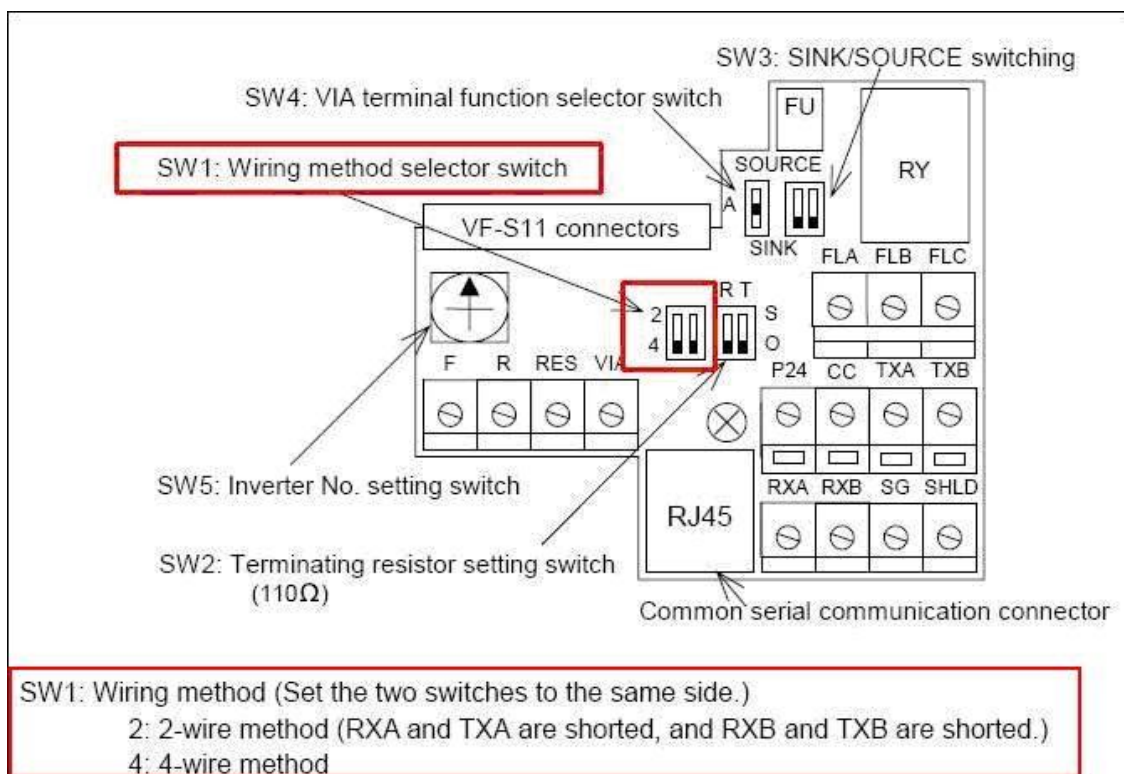 SW3: SINK/SOURCE switching
SW4: VIA terminal function selector switch
FU
SW1: Wiring method selector switch
SOURCE
RY
A
VF-S11 connectors
SINK
FLA FLB FLC
R T
2
S
4
O
F R RES VIA
P24 CC TXA TXB
SW5: Inverter No. setting switch
RXA RXB SG SHLD
RJ45
SW2: Terminating resistor setting switch
(110Ω)
Common serial communication connector
SW1: Wiring method (Set the two switches to the same side.)
2: 2-wire method (RXA and TXA are shorted, and RXB and TXB are shorted.)
4: 4-wire method